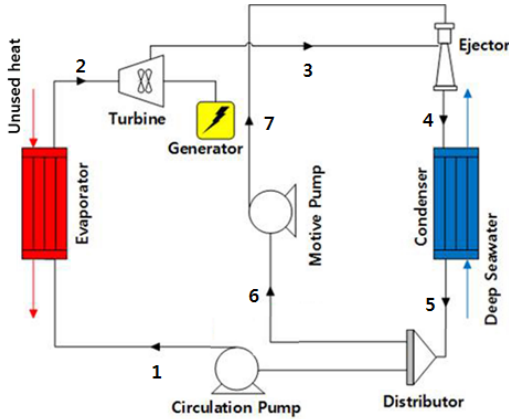 Unused heat
2
Turbine
Generator
3
Ejector
4
7
Evaporator
Motive Pump
Condenser
Deep Seawater
6
5
1
Circulation Pump
Distributor